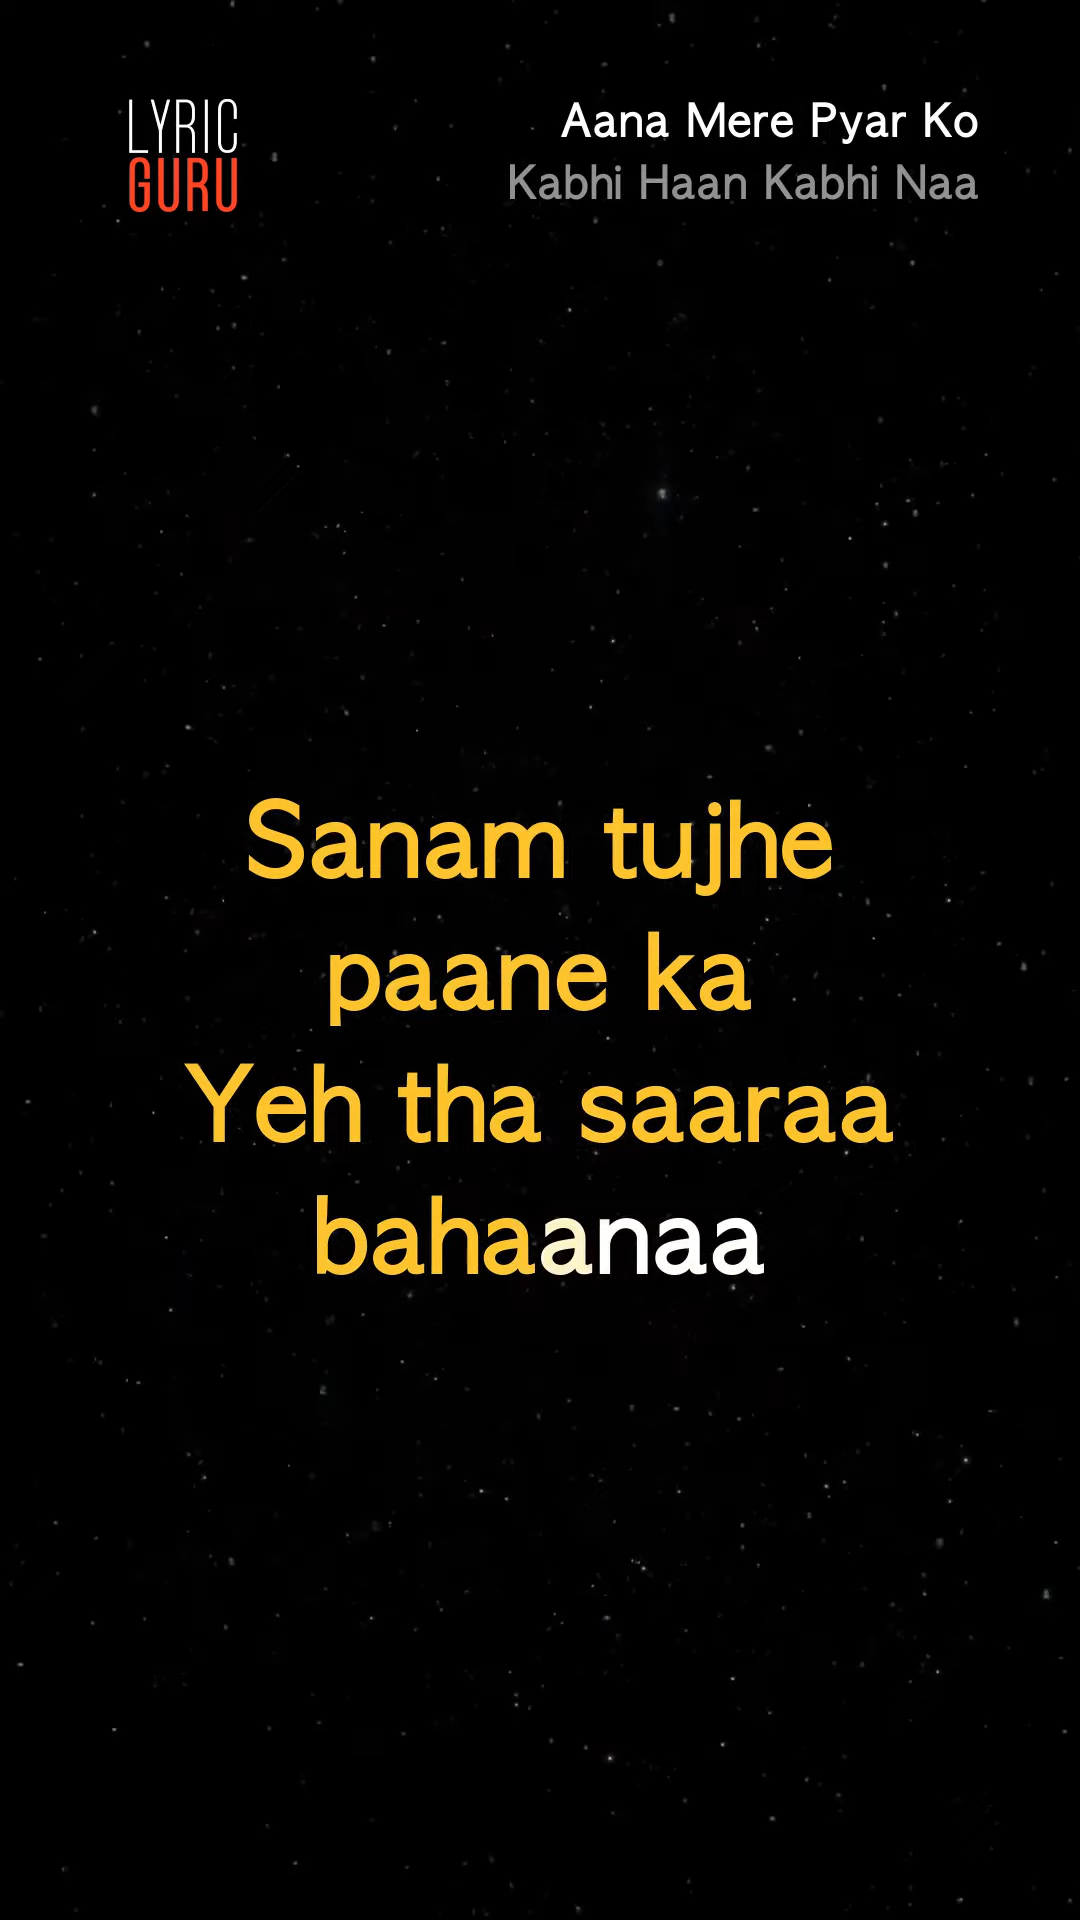 LYRIC
GURU
Aana Mere Pyar Ko
Kabhi Haan Kabhi Naa
Sanam tujhe
paane ka
Yeh tha saaraa
bahaanaa